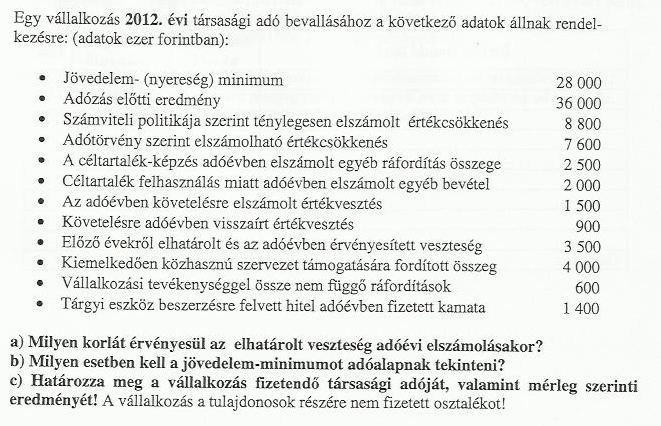 Egy vállalkozás 2012. évi társasági adó bevallásához a következő adatok állnak rendel-
kezésre: (adatok ezer forintban):
• Jövedelem- (nyereség) minimum 28 000
• Adózás előtti eredmény 36 000
• Számviteli politikája szerint ténylegesen elszámolt értékcsökkenés 8 800
• Adótörvény szerint elszámolható értékcsökkenés 7 600
• A céltartalék-képzés adóévben elszámolt egyéb ráfordítás összege 2 500
• Céltartalék felhasználás miatt adóévben elszámolt egyéb bevétel 2 000
• Az adóévben követelésre elszámolt értékvesztés 1 500
• Követelésre adóévben visszaírt értékvesztés 900
• Előző évekről elhatárolt és az adóévben érvényesített veszteség 3 500
• Kiemelkedően közhasznú szervezet támogatására fordított összeg 4 000
• Vállalkozási tevékenységgel össze nem függő ráfordítások 600
• Tárgyi eszköz beszerzésre felvett hitel adóévben fizetett kamata 1 400
a) Milyen korlát érvényesül az elhatárolt veszteség adóévi elszámolásakor?
b) Milyen esetben kell a jövedelem-minimumot adóalapnak tekinteni?
c) Határozza meg a vállalkozás fizetendő társasági adóját, valamint mérleg szerinti
eredményét! A vállalkozás a tulajdonosok részére nem fizetett osztalékot!